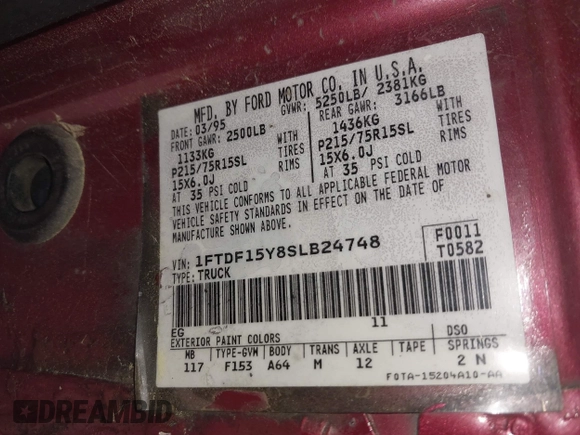 MFD. BY FORD MOTOR CO. IN U.S.A.
DATE: 03/95 GVWR: 5250LB/ 2381KG
FRONT GAWR: 2500LB REAR GAWR: 3166LB
1133KG WITH 1436KG WITH
P215/75R15SL TIRES P215/75R15SL TIRES
15X6.0J RIMS 15X6.0J RIMS
AT 35 PSI COLD AT 35 PSI COLD
THIS VEHICLE CONFORMS TO ALL APPLICABLE FEDERAL MOTOR
VEHICLE SAFETY STANDARDS IN EFFECT ON THE DATE OF
MANUFACTURE SHOWN ABOVE.
VIN: 1FTDF15Y8SLB24748 F0011
TYPE: TRUCK T0582
EG 11
EXTERIOR PAINT COLORS DSO
MB TYPE-GVM BODY TRANS AXLE TAPE SPRINGS
117 F153 A64 M 12 2 N
F0TA-15204A10-AA
DREAMBID